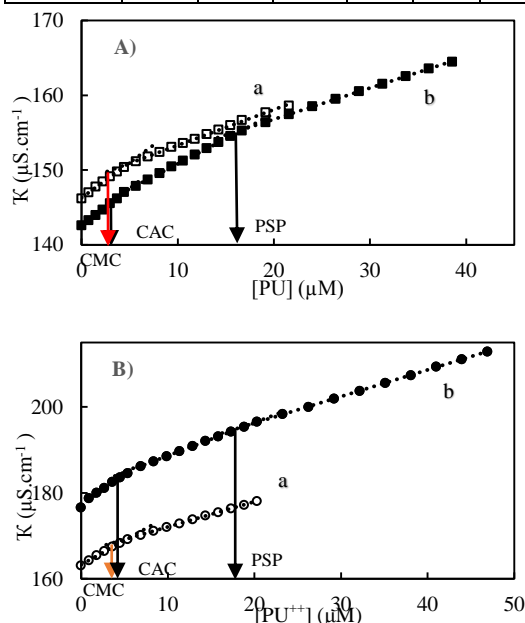 A)
170
160
150
140
Ҡ (µS.cm⁻¹ )
a
b
CAC
PSP
CMC
0 10 20 30 40
[PU] (µM)
B)
200
180
160
Ҡ (µS.cm⁻¹ )
b
a
CAC
PSP
CMC
0 10 20 30 40 50
[PU⁺⁺] (µM)